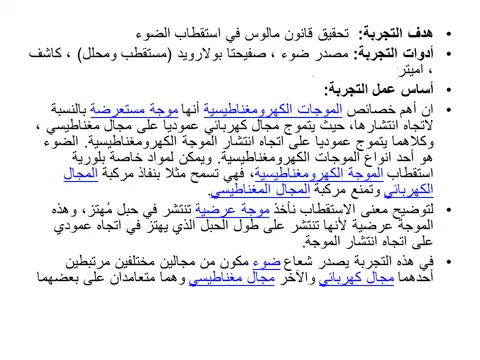 • هدف التجربة: تحقيق قانون مالوس في استقطاب الضوء
• أدوات التجربة: مصدر ضوء ، صفيحتا بولارويد (مستقطب ومحلل) ، كاشف
، اميتر
• أساس عمل التجربة:
• ان أهم خصائص الموجات الكهرومغناطيسية أنها موجة مستعرضة بالنسبة
لاتجاه انتشارها، حيث يتموج مجال كهربائي عموديا على مجال مغناطيسي ،
وكلاهما يتموج عموديا على اتجاه انتشار الموجة الكهرومغناطيسية. الضوء
هو أحد انواع الموجات الكهرومغناطيسية. ويمكن لمواد خاصة بلورية
استقطاب الموجة الكهرومغناطيسية، فهي تسمح مثلا بنفاذ مركبة المجال
الكهربائي وتمنع مركبة المجال المغناطيسي.
• لتوضيح معنى الاستقطاب نأخذ موجة عرضية تنتشر في حبل مُهتز، وهذه
الموجة عرضية لأنها تنتشر على طول الحبل الذي يهتز في اتجاه عمودي
على اتجاه انتشار الموجة.
• في هذه التجربة يصدر شعاع ضوء مكون من مجالين مختلفين مرتبطين
أحدهما مجال كهربائي والآخر مجال مغناطيسي وهما متعامدان على بعضهما